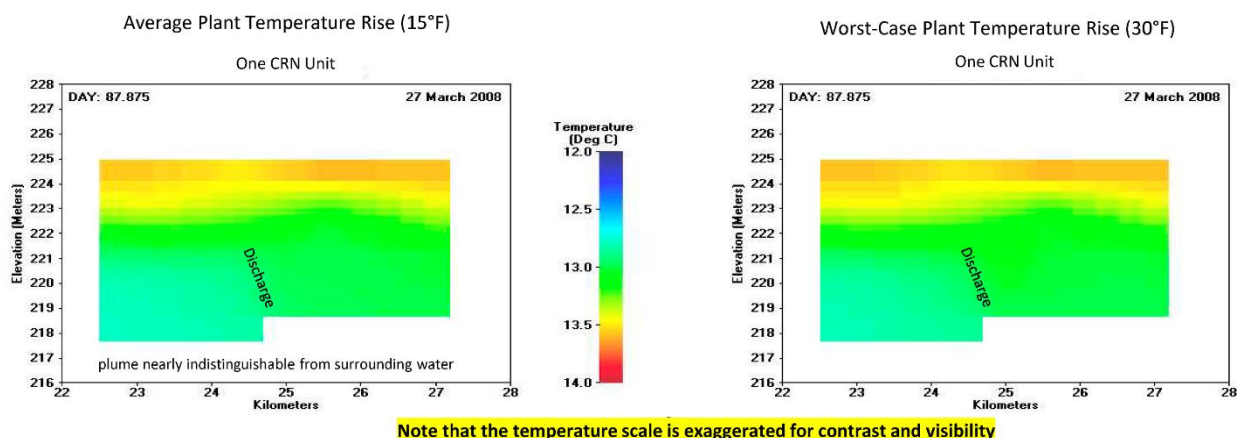 Average Plant Temperature Rise (15°F)
One CRN Unit
DAY: 87.875 27 March 2008
228
227
226
225
224
223
222
221
220
219
218
217
216
Elevation (Meters)
Discharge
plume nearly indistinguishable from surrounding water
22 23 24 25 26 27 28
Kilometers
Temperature
(Deg C)
12.0
12.5
13.0
13.5
14.0
Worst-Case Plant Temperature Rise (30°F)
One CRN Unit
DAY: 87.875 27 March 2008
228
227
226
225
224
223
222
221
220
219
218
217
216
Elevation (Meters)
Discharge
22 23 24 25 26 27 28
Kilometers
Note that the temperature scale is exaggerated for contrast and visibility